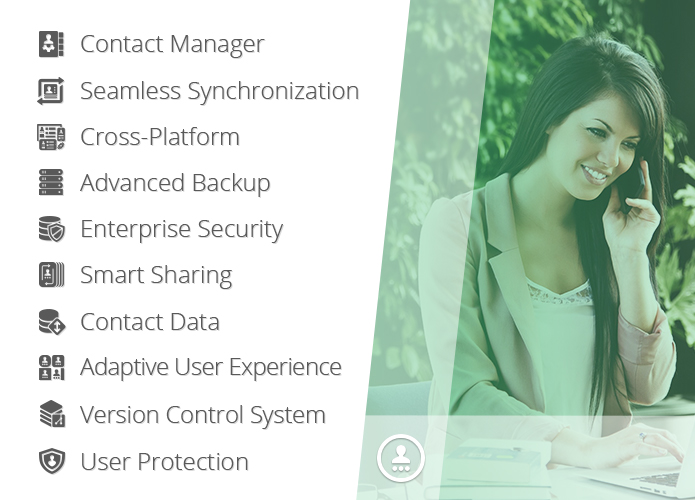 Contact Manager
Seamless Synchronization
Cross-Platform
Advanced Backup
Enterprise Security
Smart Sharing
Contact Data
Adaptive User Experience
Version Control System
User Protection